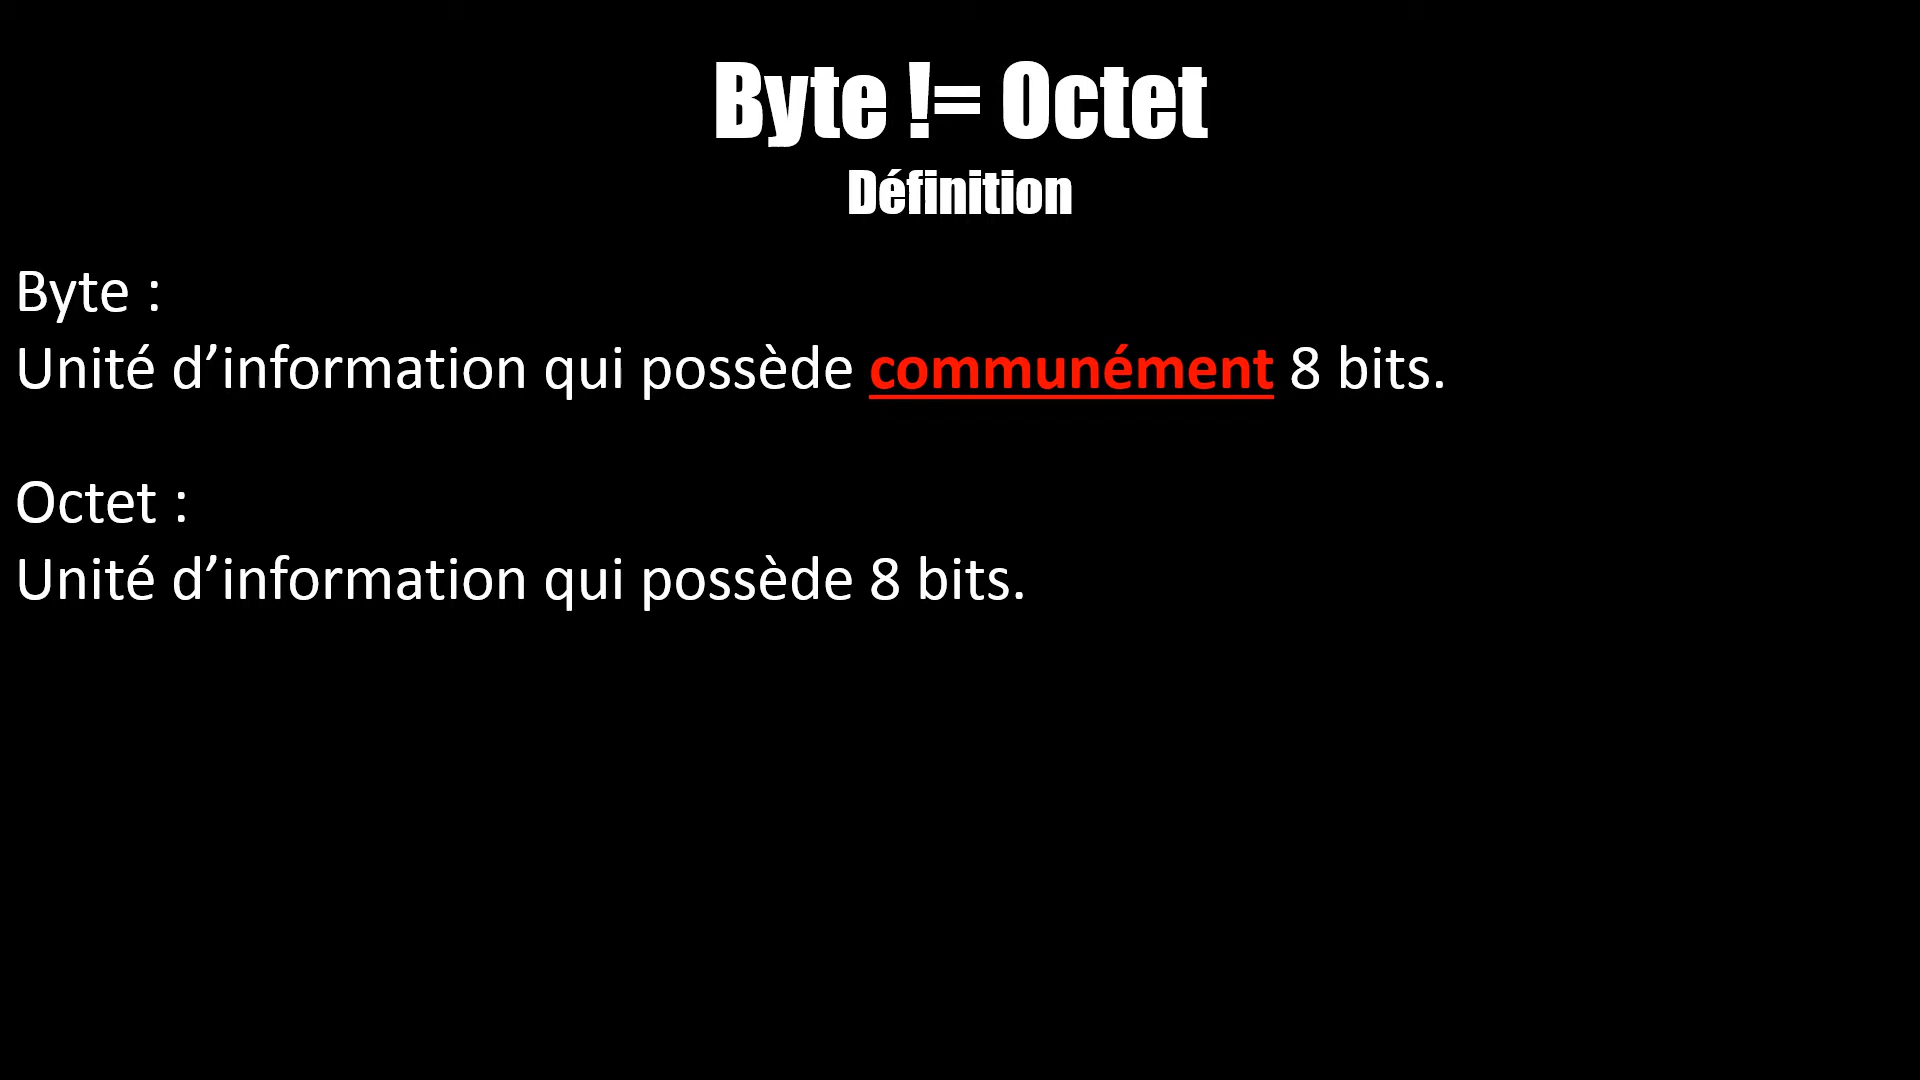 Byte != Octet
Définition
Byte :
Unité d’information qui possède communément 8 bits.
Octet :
Unité d’information qui possède 8 bits.